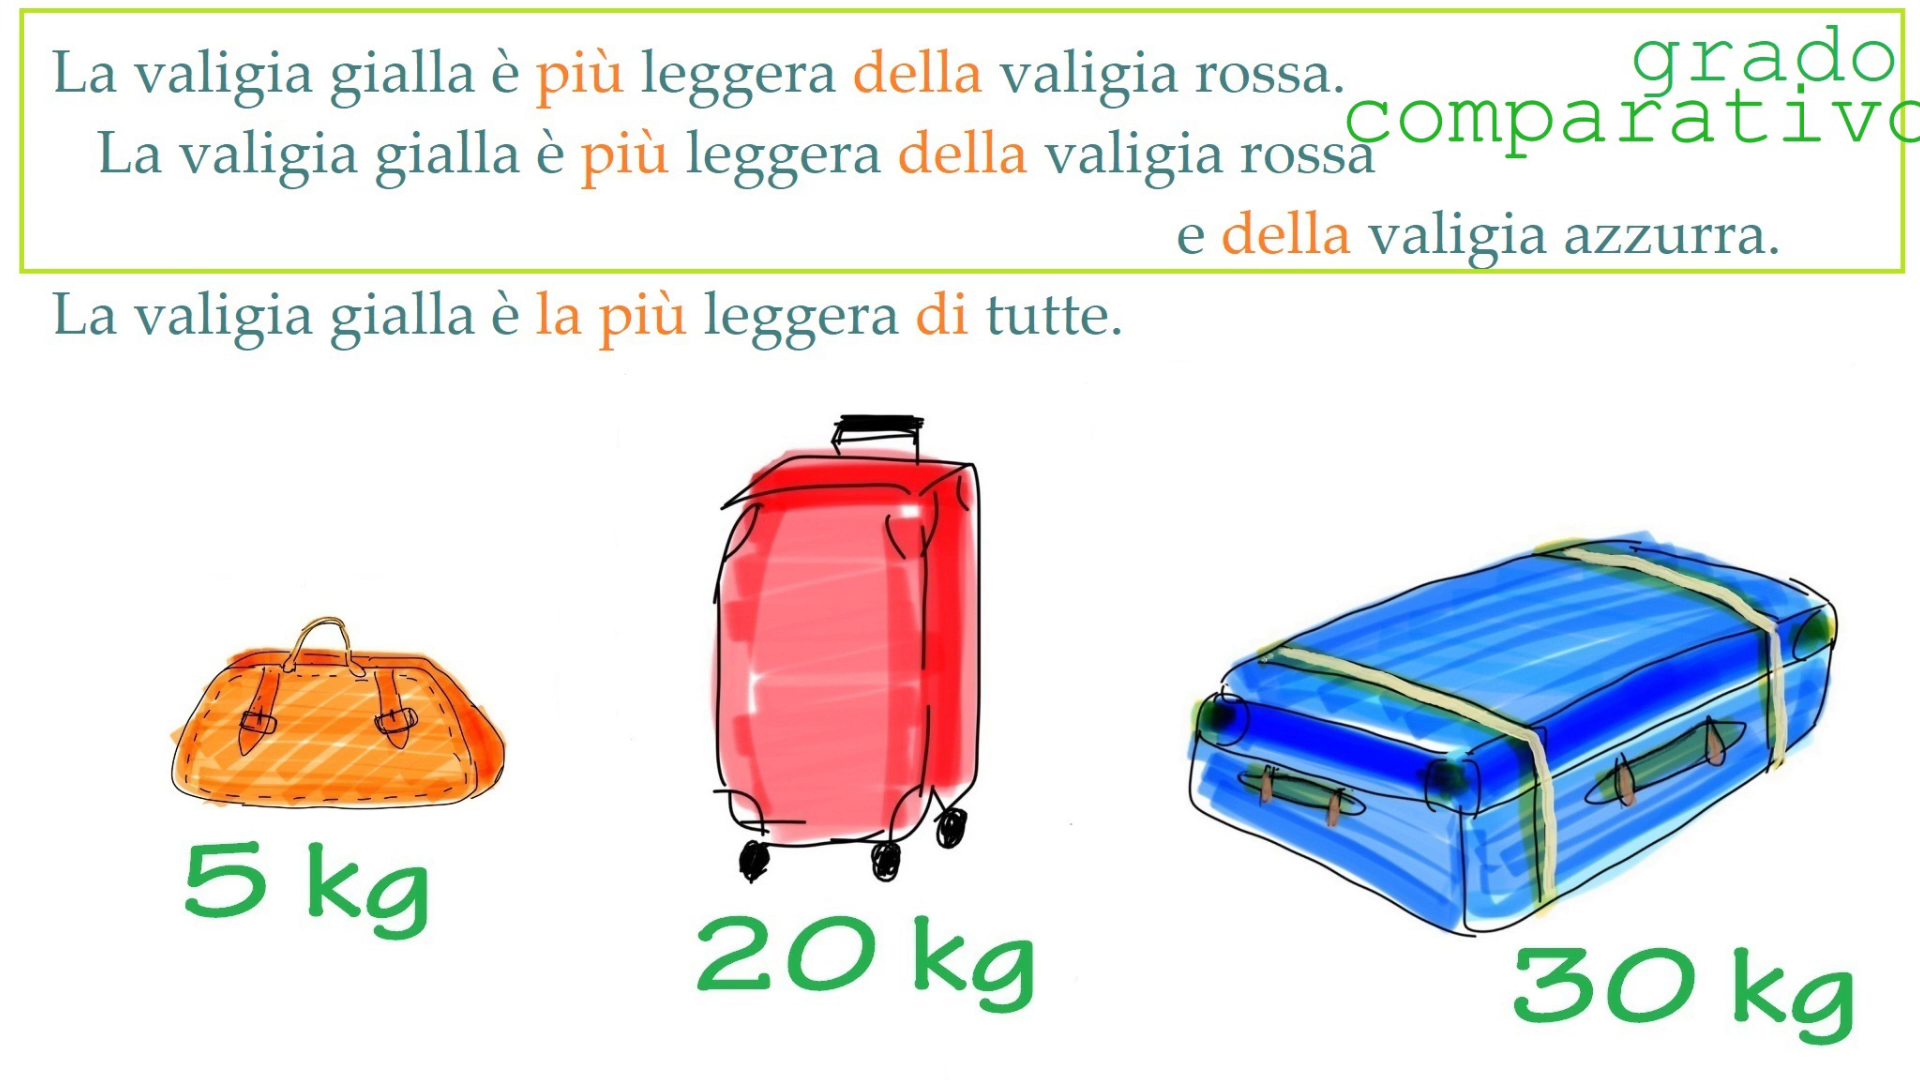 La valigia gialla è più leggera della valigia rossa.
grado
comparativo
La valigia gialla è più leggera della valigia rossa
e della valigia azzurra.
La valigia gialla è la più leggera di tutte.
5 kg
20 kg
30 kg